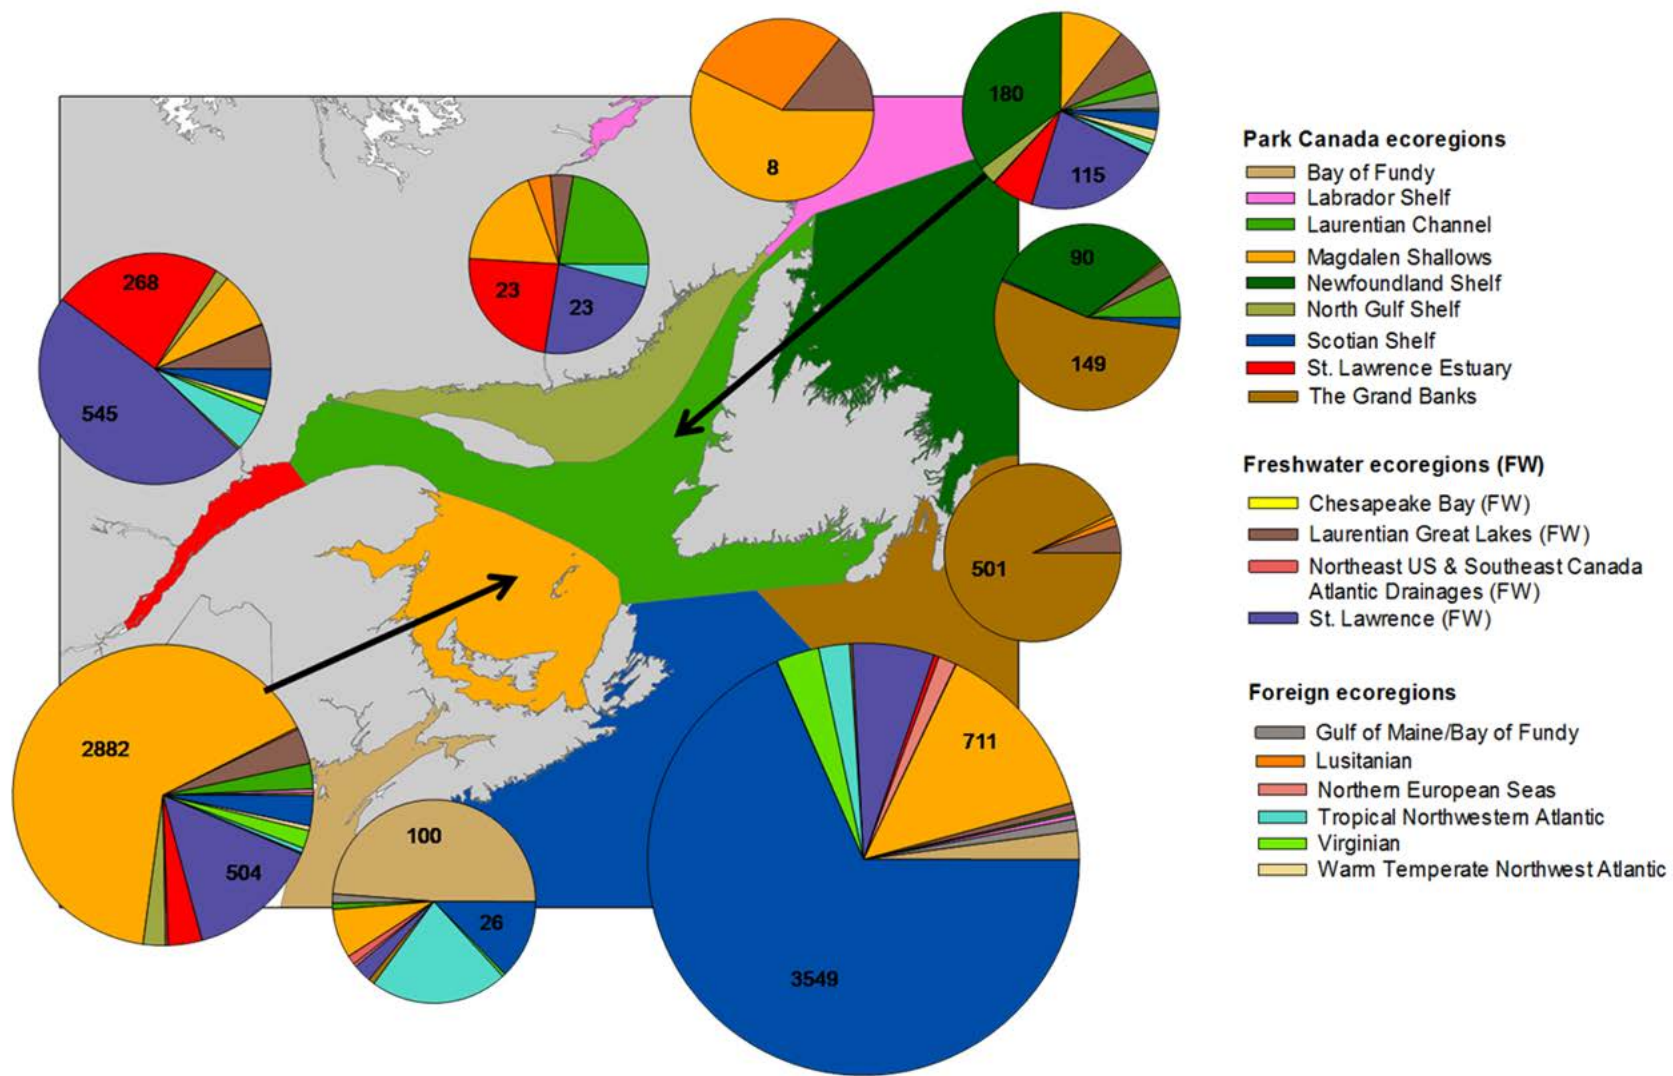 8
180
115
23
23
268
545
90
149
501
2882
504
711
3549
100
26
Park Canada ecoregions
Bay of Fundy
Labrador Shelf
Laurentian Channel
Magdalen Shallows
Newfoundland Shelf
North Gulf Shelf
Scotian Shelf
St. Lawrence Estuary
The Grand Banks
Freshwater ecoregions (FW)
Chesapeake Bay (FW)
Laurentian Great Lakes (FW)
Northeast US & Southeast Canada
Atlantic Drainages (FW)
St. Lawrence (FW)
Foreign ecoregions
Gulf of Maine/Bay of Fundy
Lusitanian
Northern European Seas
Tropical Northwestern Atlantic
Virginian
Warm Temperate Northwest Atlantic